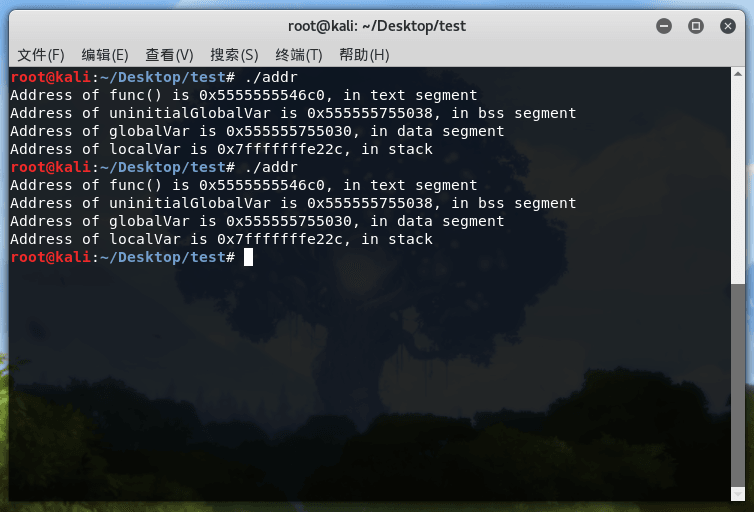 root@kali: ~/Desktop/test
文件(F) 编辑(E) 查看(V) 搜索(S) 终端(T) 帮助(H)
root@kali:~/Desktop/test# ./addr
Address of func() is 0x5555555546c0, in text segment
Address of uninitialGlobalVar is 0x555555755038, in bss segment
Address of globalVar is 0x555555755030, in data segment
Address of localVar is 0x7fffffffe22c, in stack
root@kali:~/Desktop/test# ./addr
Address of func() is 0x5555555546c0, in text segment
Address of uninitialGlobalVar is 0x555555755038, in bss segment
Address of globalVar is 0x555555755030, in data segment
Address of localVar is 0x7fffffffe22c, in stack
root@kali:~/Desktop/test#